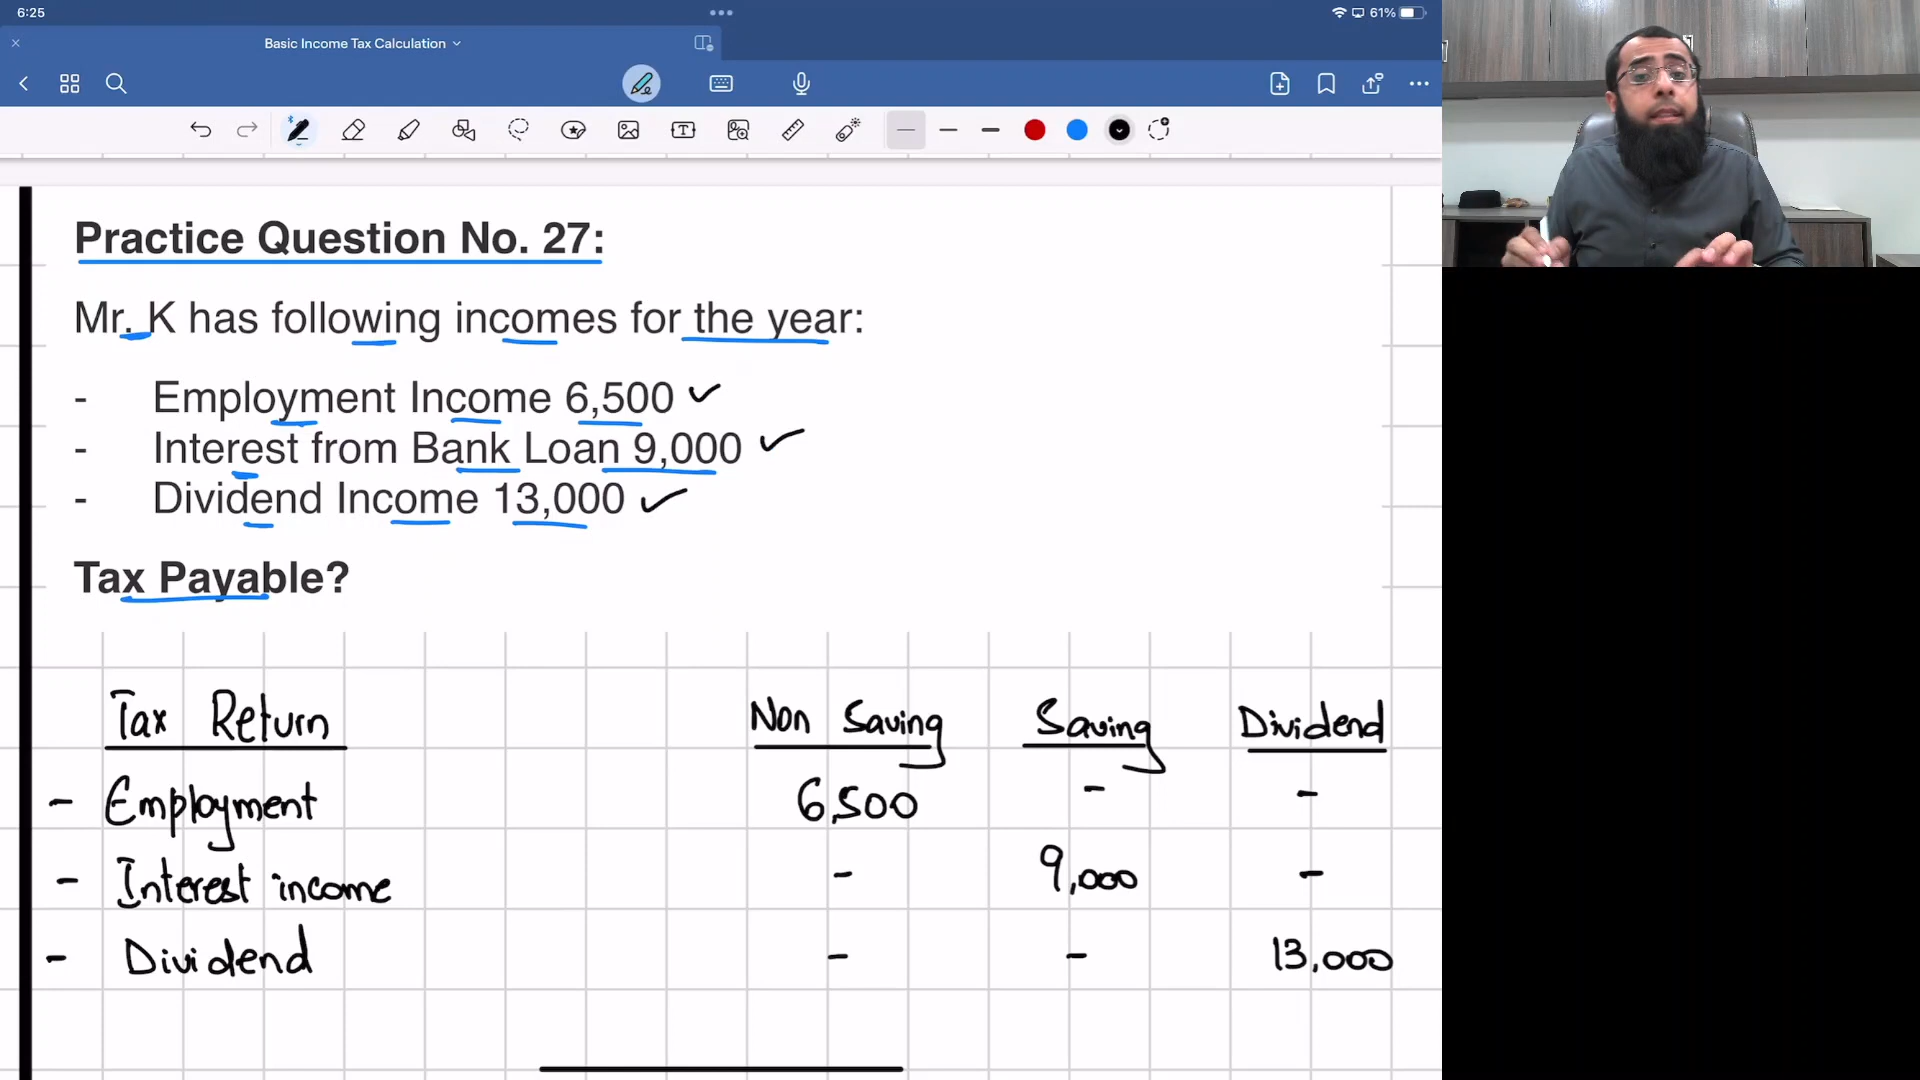 6:25
61%
Basic Income Tax Calculation
Practice Question No. 27:
Mr. K has following incomes for the year:
- Employment Income 6,500
- Interest from Bank Loan 9,000
- Dividend Income 13,000
Tax Payable?
Tax Return Non Saving Saving Dividend
- Employment 6,500 - -
- Interest income - 9,000 -
- Dividend - - 13,000